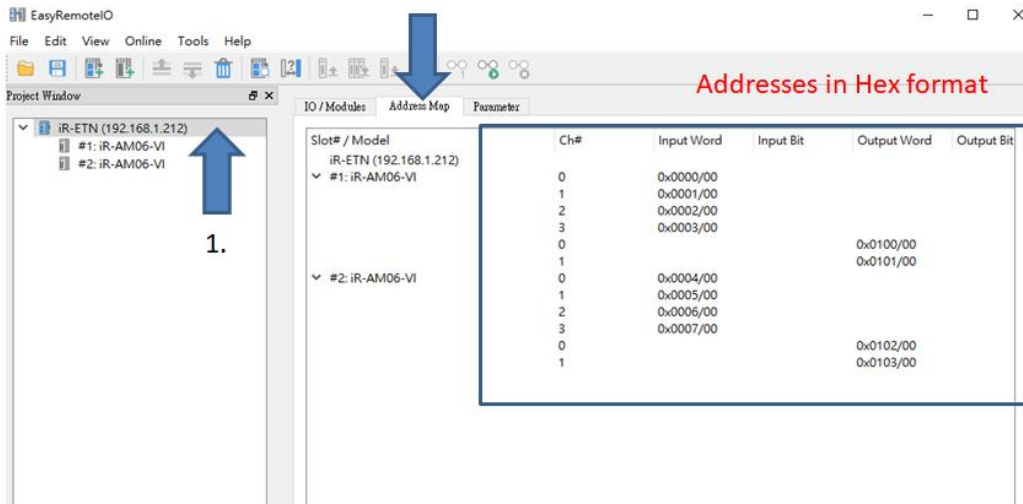 EasyRemoteIO
File Edit View Online Tools Help
Project Window
iR-ETN (192.168.1.212)
#1: iR-AM06-VI
#2: iR-AM06-VI
1.
IO / Modules Address Map Parameter
Addresses in Hex format
Slot# / Model Ch# Input Word Input Bit Output Word Output Bit
iR-ETN (192.168.1.212)
#1: iR-AM06-VI 0 0x0000/00
1 0x0001/00
2 0x0002/00
3 0x0003/00
0 0x0100/00
1 0x0101/00
#2: iR-AM06-VI 0 0x0004/00
1 0x0005/00
2 0x0006/00
3 0x0007/00
0 0x0102/00
1 0x0103/00